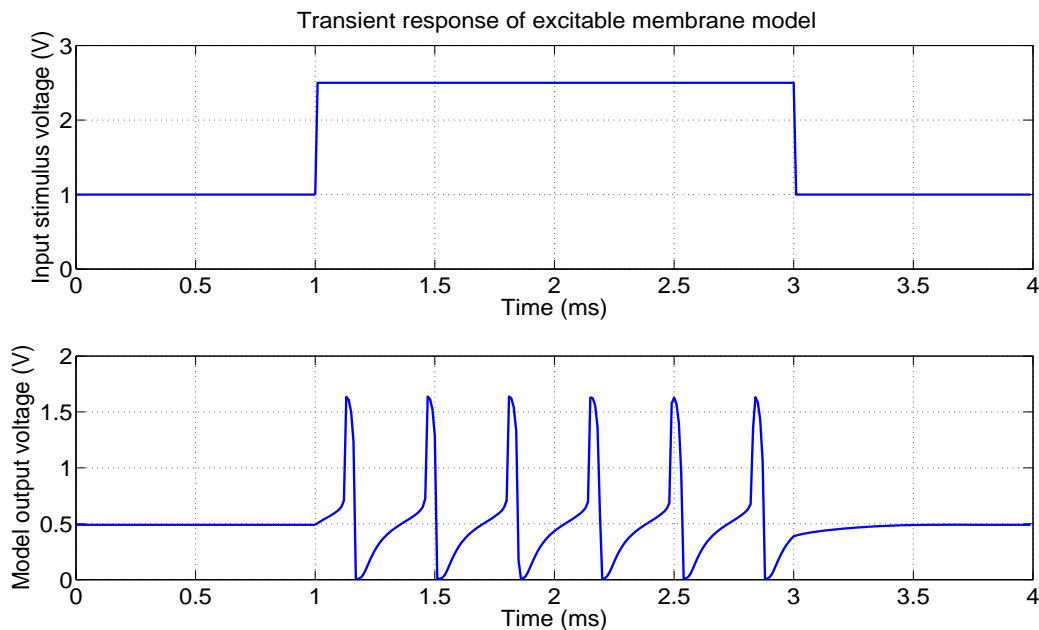 Transient response of excitable membrane model
Input stimulus voltage (V)
3
2
1
0
0 0.5 1 1.5 2 2.5 3 3.5 4
Time (ms)
Model output voltage (V)
2
1.5
1
0.5
0
0 0.5 1 1.5 2 2.5 3 3.5 4
Time (ms)